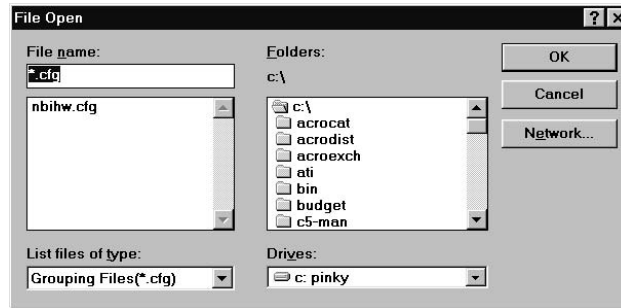 File Open
File name:
*.cfg
nbihw.cfg
List files of type:
Grouping Files(*.cfg)
Folders:
c:\
c:\
acrocat
acrodist
acroexch
ati
bin
budget
c5-man
Drives:
c: pinky
OK
Cancel
Network...